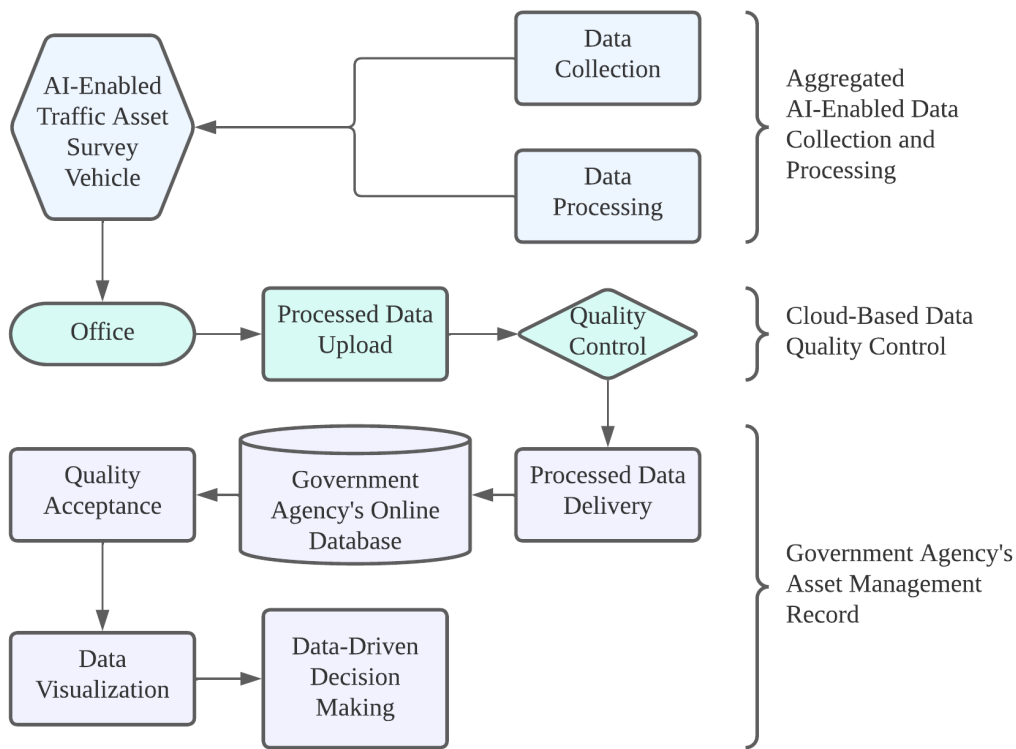 AI-Enabled
Traffic Asset
Survey
Vehicle
Data
Collection
Data
Processing
Aggregated
AI-Enabled Data
Collection and
Processing
Office
Processed Data
Upload
Quality
Control
Cloud-Based Data
Quality Control
Quality
Acceptance
Government
Agency's Online
Database
Processed Data
Delivery
Government Agency's
Asset Management
Record
Data
Visualization
Data-Driven
Decision
Making